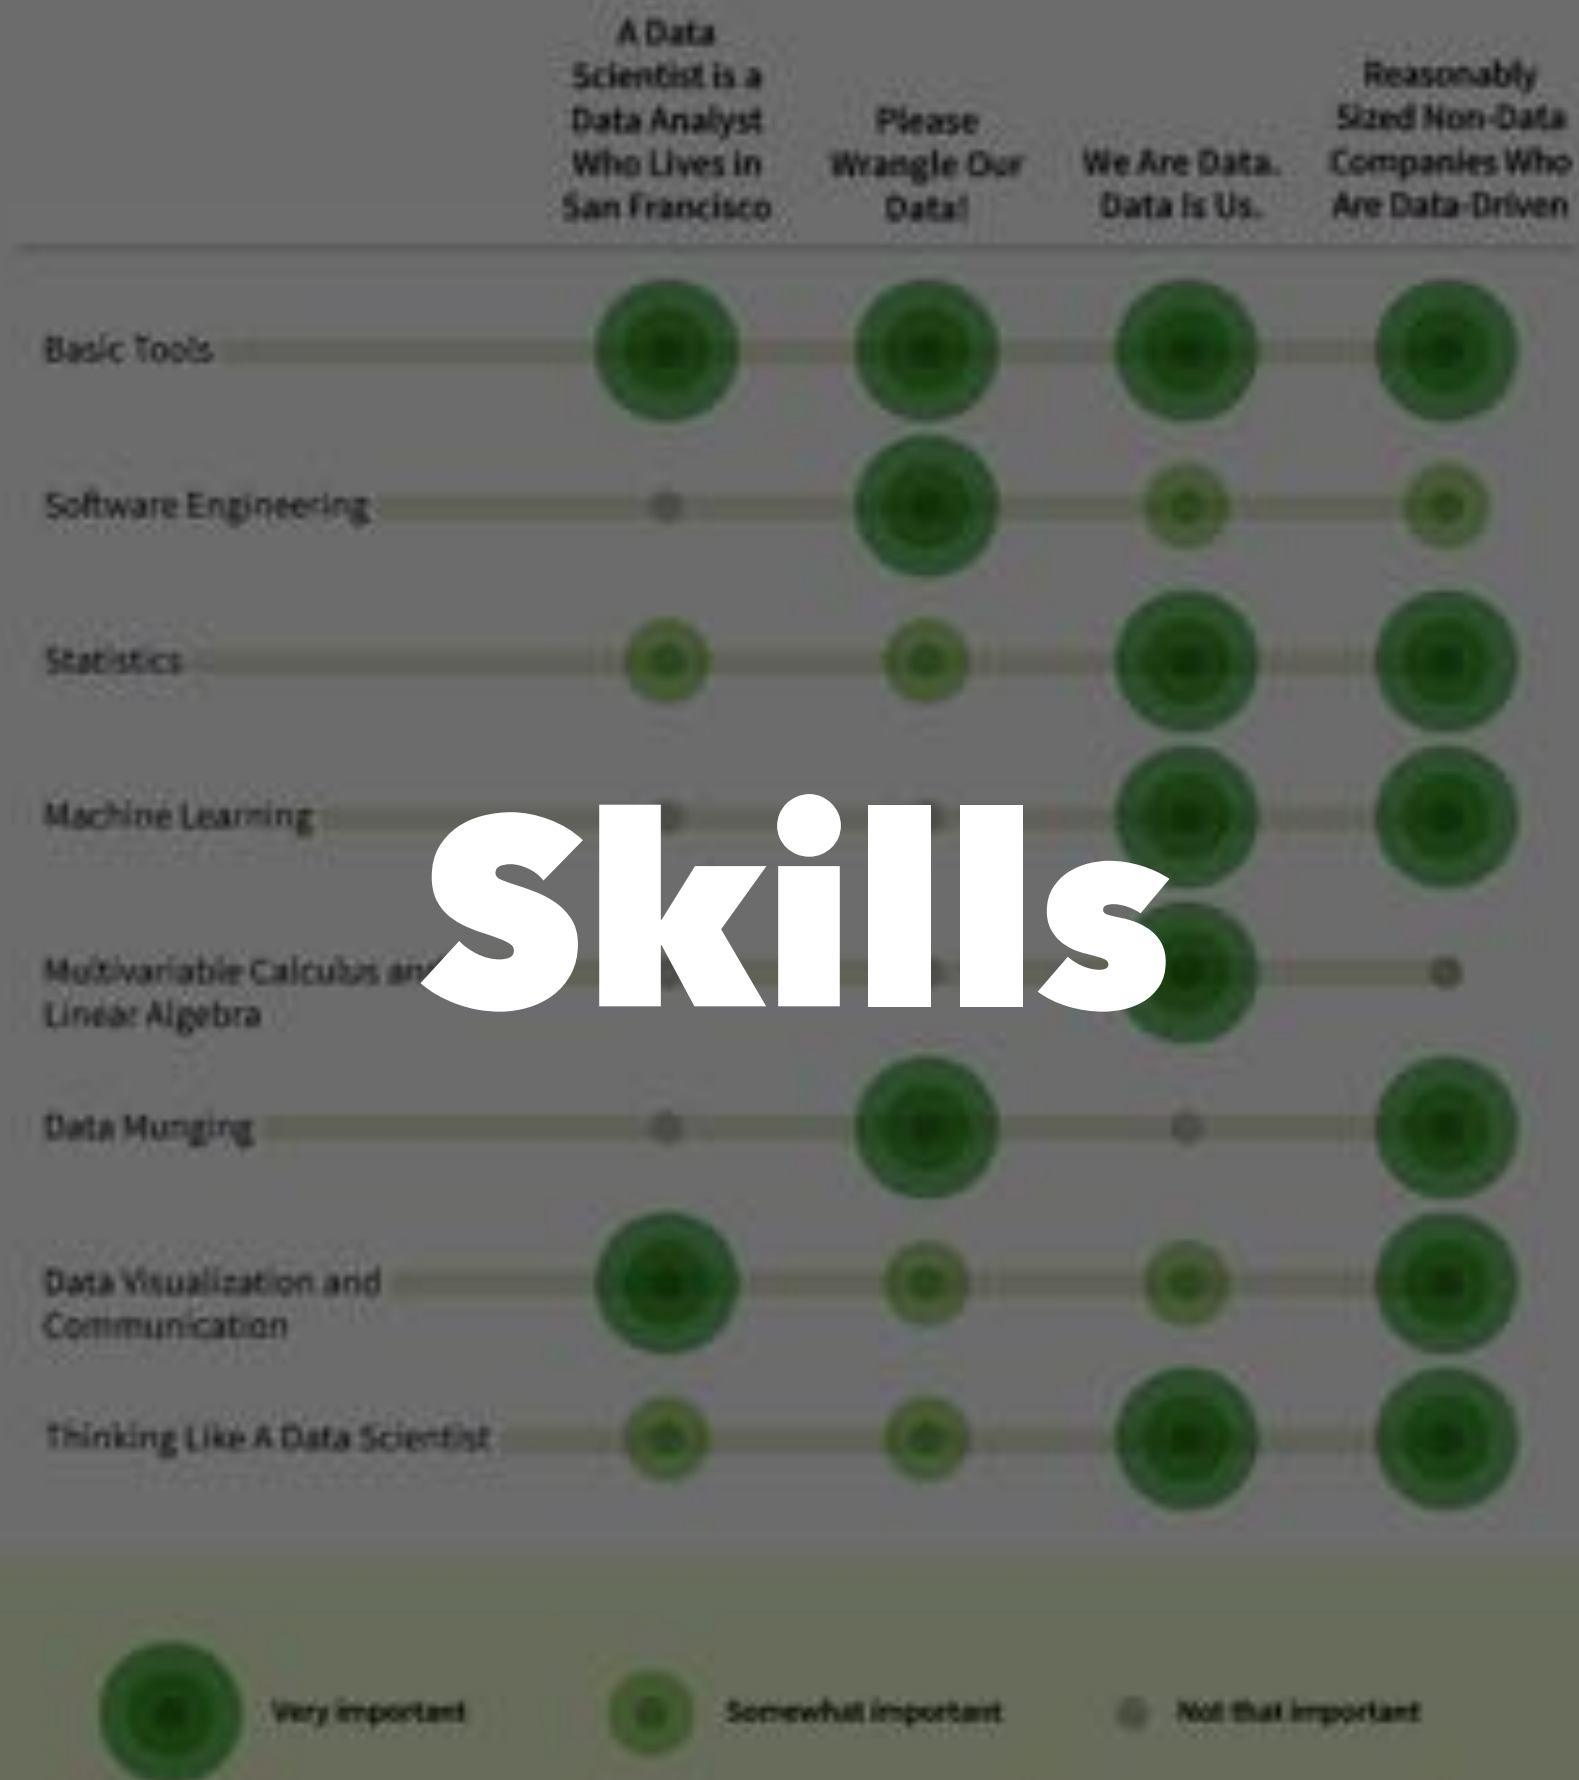 A Data
Scientist is a
Data Analyst
Who Lives in
San Francisco
Please
Wrangle Our
Data!
We Are Data.
Data Is Us.
Reasonably
Sized Non-Data
Companies Who
Are Data-Driven
Basic Tools
Software Engineering
Statistics
Machine Learning
Skills
Multivariable Calculus and
Linear Algebra
Data Munging
Data Visualization and
Communication
Thinking Like A Data Scientist
Very important
Somewhat important
Not that important